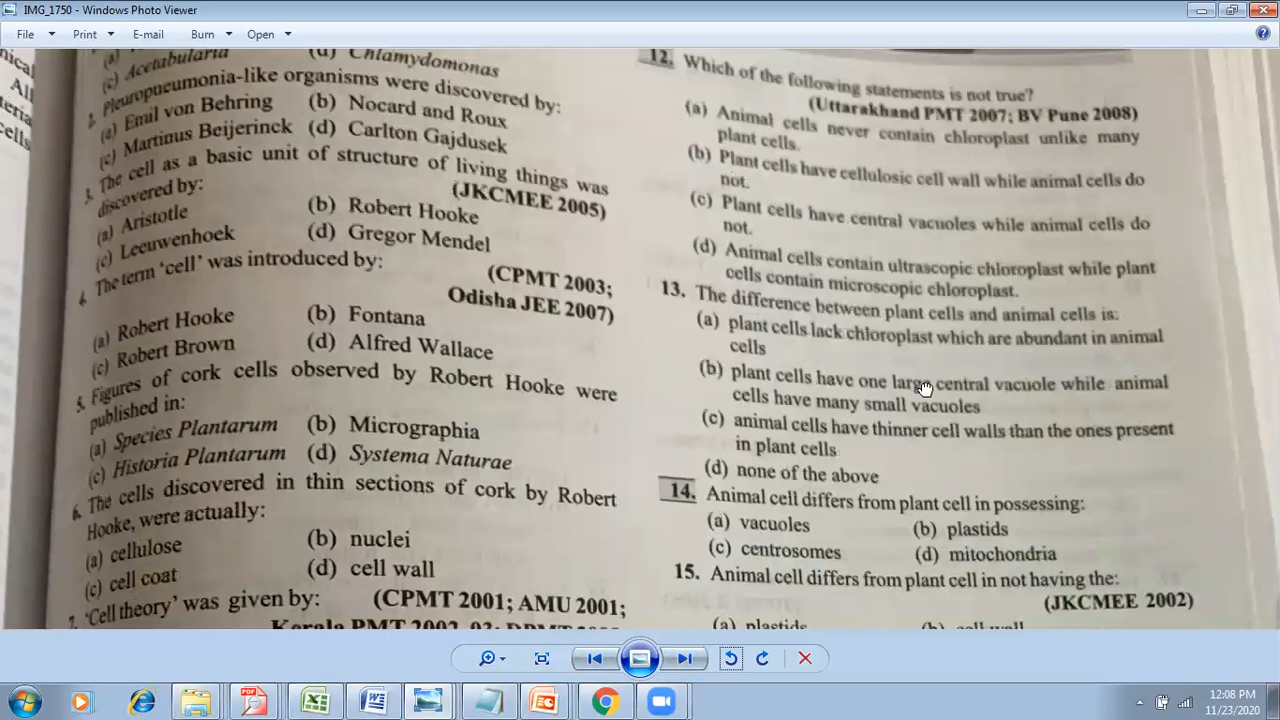 IMG_1750 - Windows Photo Viewer
File Print E-mail Burn Open
(c) Acetabularia (d) Chlamydomonas
2. Pleuropueumonia-like organisms were discovered by:
(a) Enul von Behring (b) Nocard and Roux
(c) Martinus Beijerinck (d) Carlton Gajdusek
3. The cell as a basic unit of structure of living things was
discovered by: (JKCMEE 2005)
(a) Aristotle (b) Robert Hooke
(c) Leeuwenhoek (d) Gregor Mendel
4. The term 'cell' was introduced by:
(CPMT 2003;
Odisha JEE 2007)
(a) Robert Hooke (b) Fontana
(c) Robert Brown (d) Alfred Wallace
5. Figures of cork cells observed by Robert Hooke were
published in:
(a) Species Plantarum (b) Micrographia
(c) Historia Plantarum (d) Systema Naturae
6. The cells discovered in thin sections of cork by Robert
Hooke, were actually:
(a) cellulose (b) nuclei
(c) cell coat (d) cell wall
7. 'Cell theory' was given by: (CPMT 2001; AMU 2001;
12. Which of the following statements is not true?
(Uttarakhand PMT 2007; BV Pune 2008)
(a) Animal cells never contain chloroplast unlike many
plant cells.
(b) Plant cells have cellulosic cell wall while animal cells do
not.
(c) Plant cells have central vacuoles while animal cells do
not.
(d) Animal cells contain ultrascopic chloroplast while plant
cells contain microscopic chloroplast.
13. The difference between plant cells and animal cells is:
(a) plant cells lack chloroplast which are abundant in animal
cells
(b) plant cells have one large central vacuole while animal
cells have many small vacuoles
(c) animal cells have thinner cell walls than the ones present
in plant cells
(d) none of the above
14. Animal cell differs from plant cell in possessing:
(a) vacuoles (b) plastids
(c) centrosomes (d) mitochondria
15. Animal cell differs from plant cell in not having the:
(JKCMEE 2002)
(a) plastids (b) cell wall
12:08 PM
11/23/2020